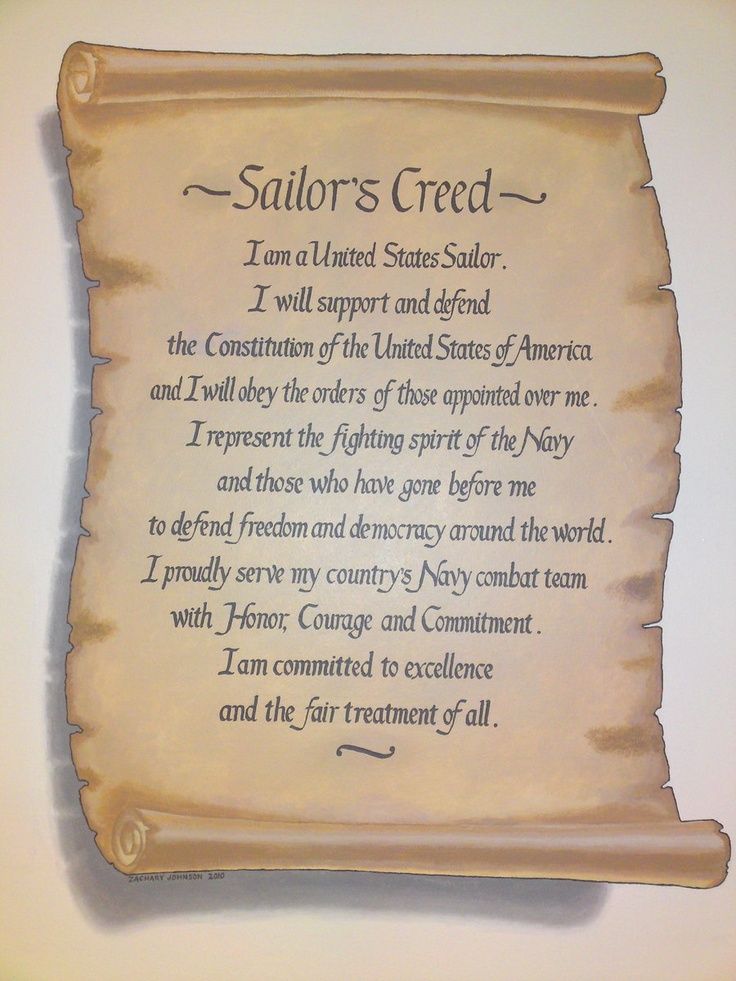 ~Sailor's Creed~
I am a United States Sailor.
I will support and defend
the Constitution of the United States of America
and I will obey the orders of those appointed over me.
I represent the fighting spirit of the Navy
and those who have gone before me
to defend freedom and democracy around the world.
I proudly serve my country's Navy combat team
with Honor, Courage and Commitment.
I am committed to excellence
and the fair treatment of all.
~
ZACHARY JOHNSON 2010